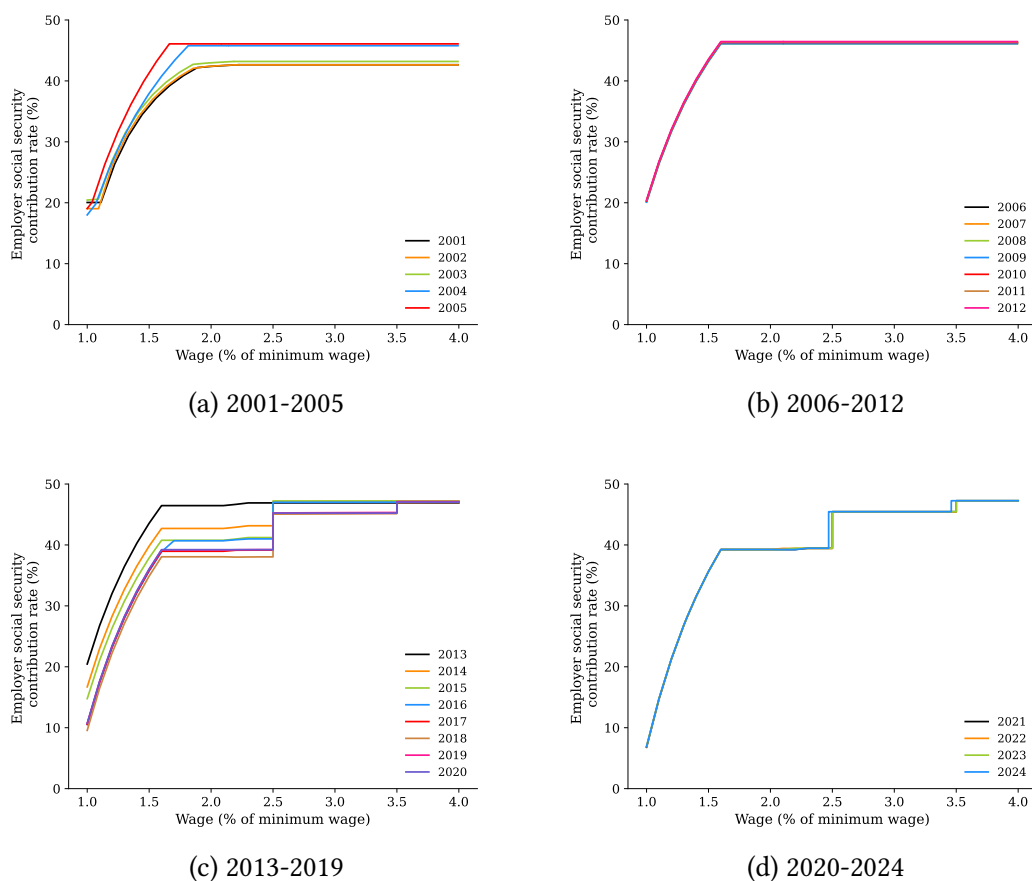 50
40
30
20
10
0
Employer social security
contribution rate (%)
2001
2002
2003
2004
2005
1.0 1.5 2.0 2.5 3.0 3.5 4.0
Wage (% of minimum wage)
(a) 2001-2005
50
40
30
20
10
0
Employer social security
contribution rate (%)
2006
2007
2008
2009
2010
2011
2012
1.0 1.5 2.0 2.5 3.0 3.5 4.0
Wage (% of minimum wage)
(b) 2006-2012
50
40
30
20
10
0
Employer social security
contribution rate (%)
2013
2014
2015
2016
2017
2018
2019
2020
1.0 1.5 2.0 2.5 3.0 3.5 4.0
Wage (% of minimum wage)
(c) 2013-2019
50
40
30
20
10
0
Employer social security
contribution rate (%)
2021
2022
2023
2024
1.0 1.5 2.0 2.5 3.0 3.5 4.0
Wage (% of minimum wage)
(d) 2020-2024